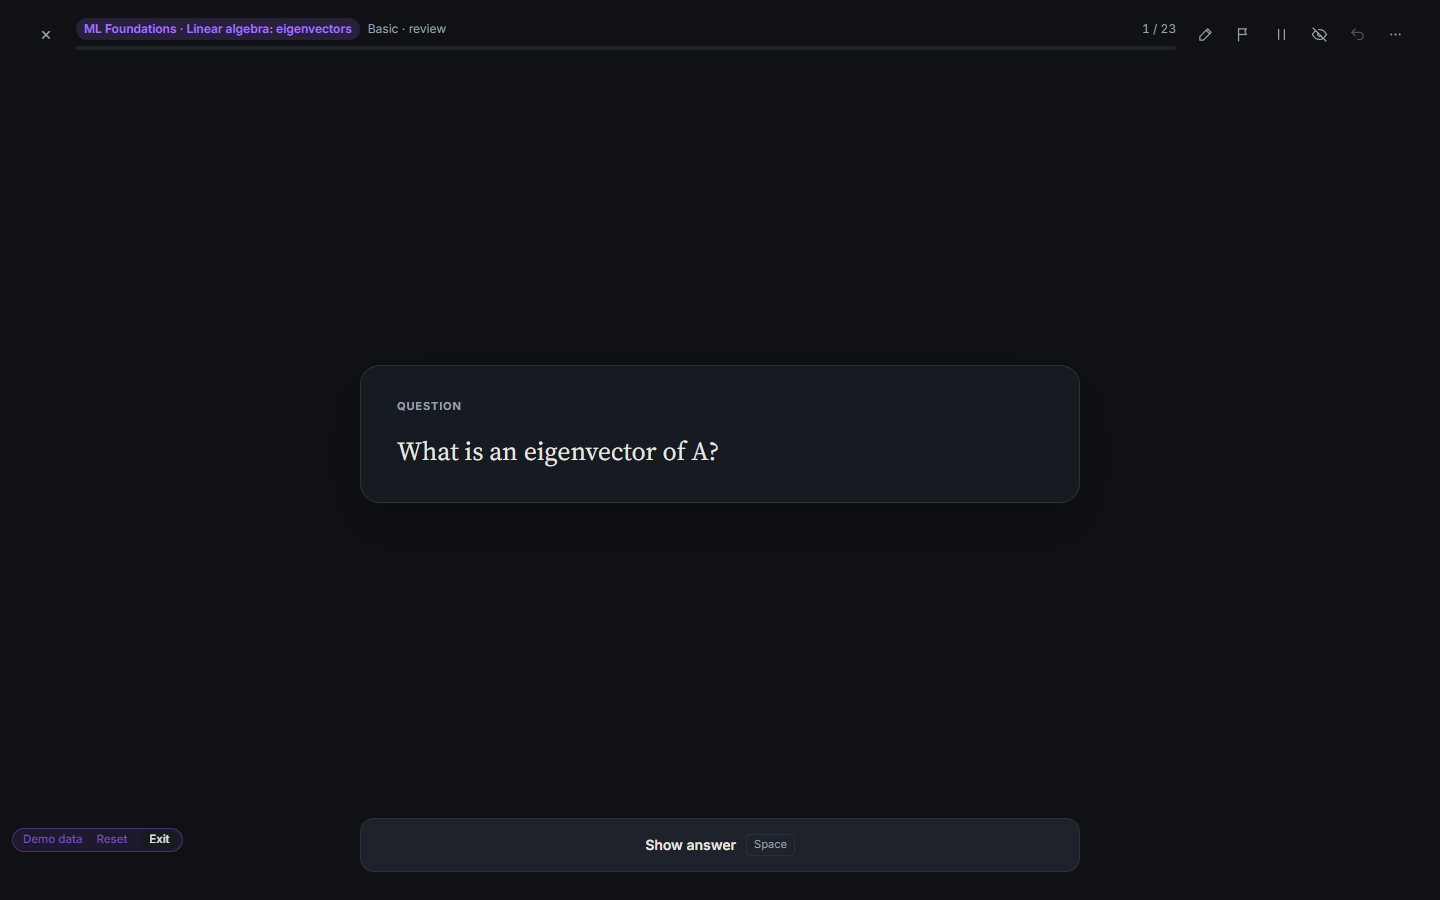 ML Foundations · Linear algebra: eigenvectors Basic · review 1 / 23
QUESTION
What is an eigenvector of A?
Demo data Reset Exit
Show answer Space